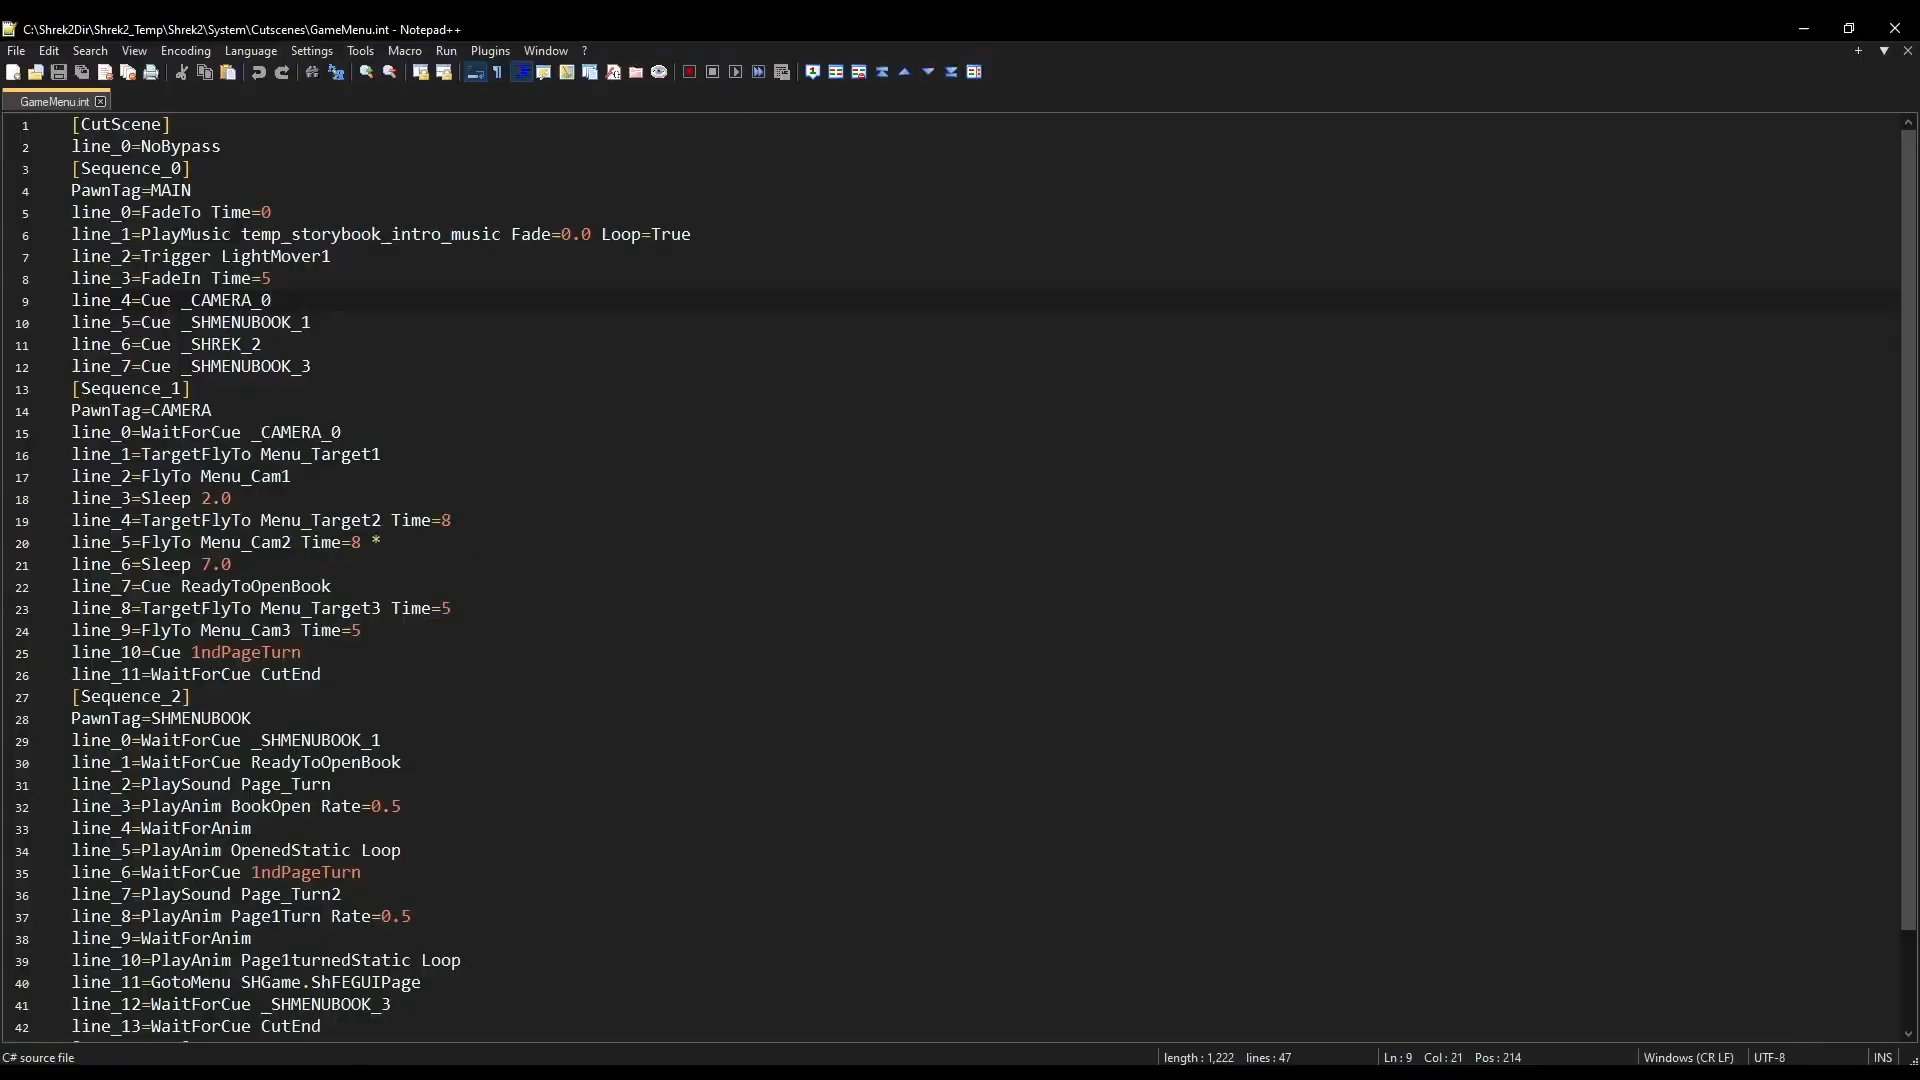 C:\Shrek2Dir\Shrek2_Temp\Shrek2\System\Cutscenes\GameMenu.int - Notepad++
File Edit Search View Encoding Language Settings Tools Macro Run Plugins Window ?
GameMenu.int
1 [CutScene]
2 line_0=NoBypass
3 [Sequence_0]
4 PawnTag=MAIN
5 line_0=FadeTo Time=0
6 line_1=PlayMusic temp_storybook_intro_music Fade=0.0 Loop=True
7 line_2=Trigger LightMover1
8 line_3=FadeIn Time=5
9 line_4=Cue _CAMERA_0
10 line_5=Cue _SHMENUBOOK_1
11 line_6=Cue _SHREK_2
12 line_7=Cue _SHMENUBOOK_3
13 [Sequence_1]
14 PawnTag=CAMERA
15 line_0=WaitForCue _CAMERA_0
16 line_1=TargetFlyTo Menu_Target1
17 line_2=FlyTo Menu_Cam1
18 line_3=Sleep 2.0
19 line_4=TargetFlyTo Menu_Target2 Time=8
20 line_5=FlyTo Menu_Cam2 Time=8 *
21 line_6=Sleep 7.0
22 line_7=Cue ReadyToOpenBook
23 line_8=TargetFlyTo Menu_Target3 Time=5
24 line_9=FlyTo Menu_Cam3 Time=5
25 line_10=Cue 1ndPageTurn
26 line_11=WaitForCue CutEnd
27 [Sequence_2]
28 PawnTag=SHMENUBOOK
29 line_0=WaitForCue _SHMENUBOOK_1
30 line_1=WaitForCue ReadyToOpenBook
31 line_2=PlaySound Page_Turn
32 line_3=PlayAnim BookOpen Rate=0.5
33 line_4=WaitForAnim
34 line_5=PlayAnim OpenedStatic Loop
35 line_6=WaitForCue 1ndPageTurn
36 line_7=PlaySound Page_Turn2
37 line_8=PlayAnim Page1Turn Rate=0.5
38 line_9=WaitForAnim
39 line_10=PlayAnim Page1turnedStatic Loop
40 line_11=GotoMenu SHGame.ShFEGUIPage
41 line_12=WaitForCue _SHMENUBOOK_3
42 line_13=WaitForCue CutEnd
C# source file length : 1,222 lines : 47 Ln : 9 Col : 21 Pos : 214 Windows (CR LF) UTF-8 INS